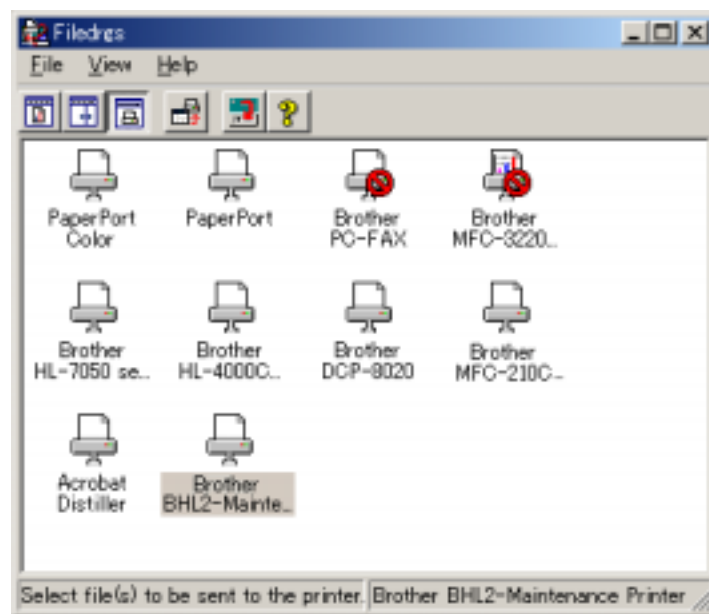 Filedrgs
File View Help
PaperPort
Color
PaperPort
Brother
PC-FAX
Brother
MFC-3220...
Brother
HL-7050 se...
Brother
HL-4000C...
Brother
DCP-8020
Brother
MFC-210C...
Acrobat
Distiller
Brother
BHL2-Mainte...
Select file(s) to be sent to the printer. Brother BHL2-Maintenance Printer